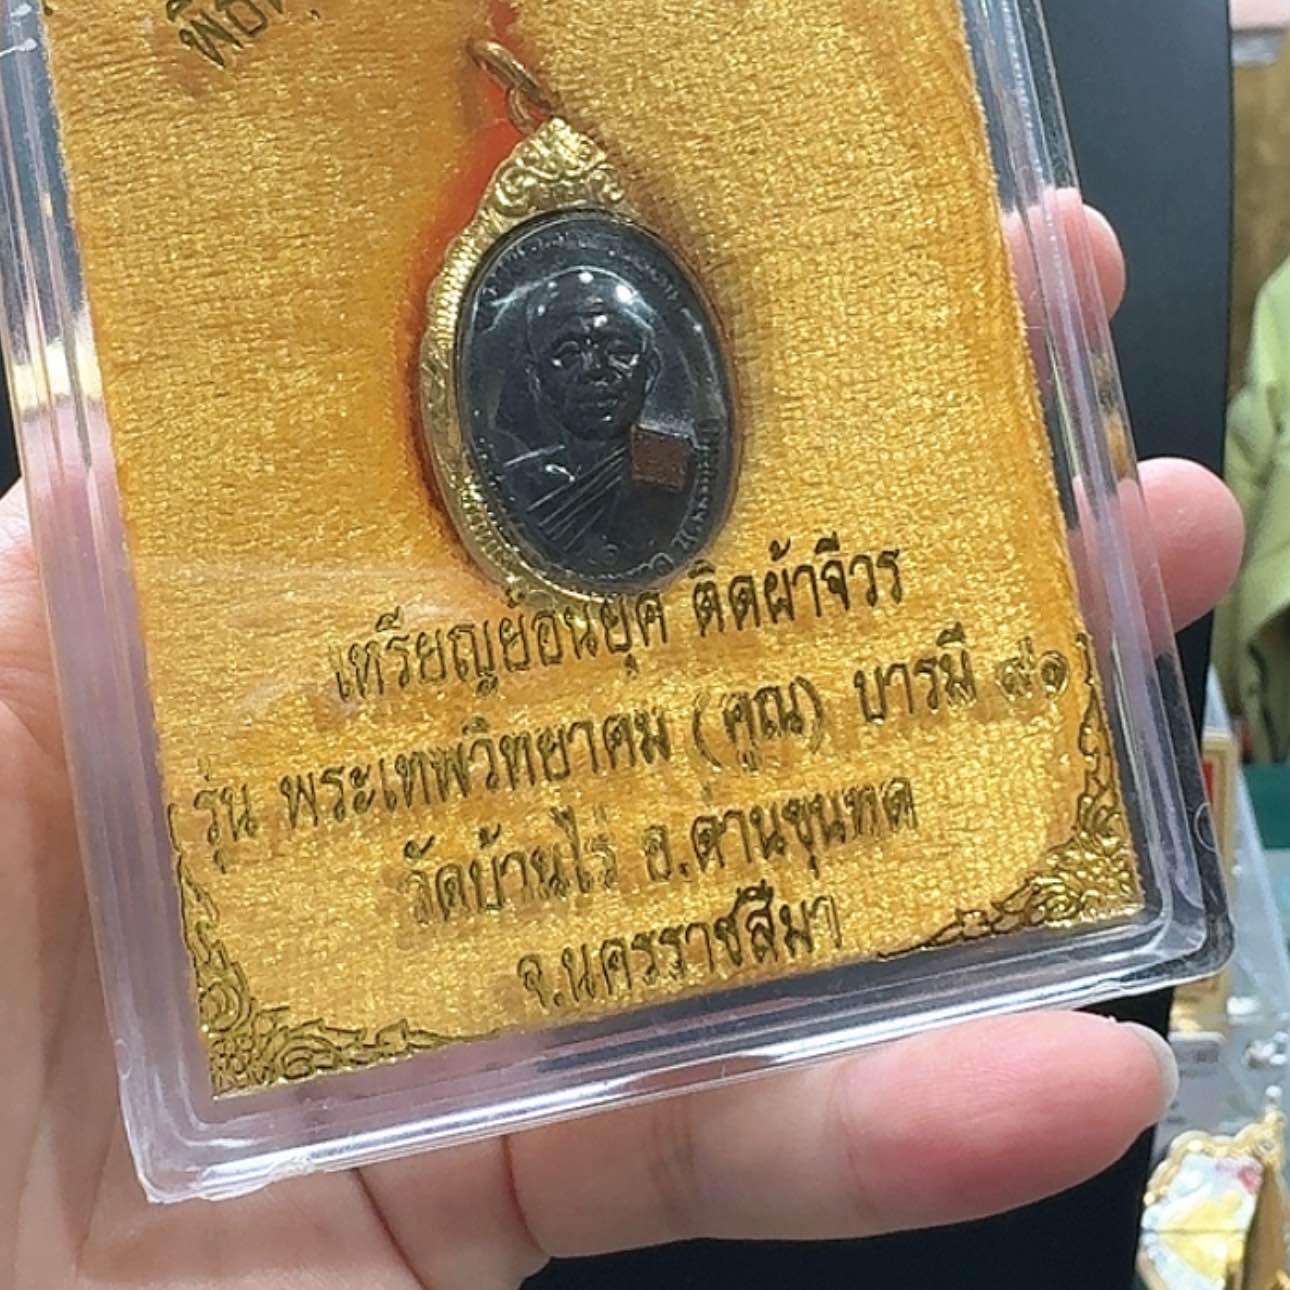 เหรียญย้อนยุค ติดผ้าจีวร
รุ่น พระเทพวิทยาคม (คูณ) บารมี ๙๑
วัดบ้านไร่ อ.ด่านขุนทด
จ.นครราชสีมา